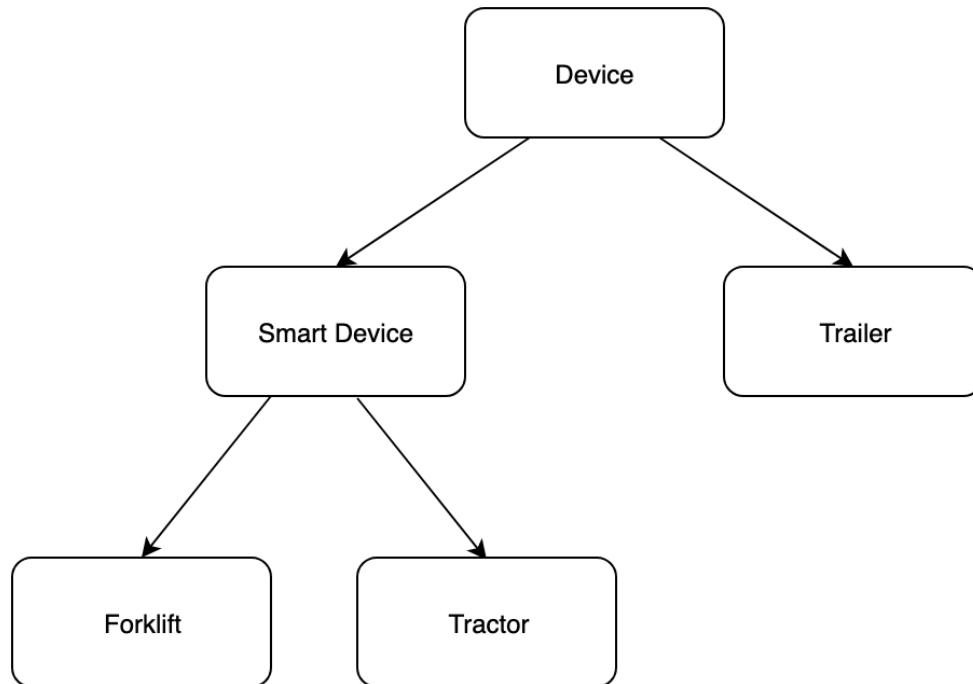 Device
Smart Device
Trailer
Forklift
Tractor